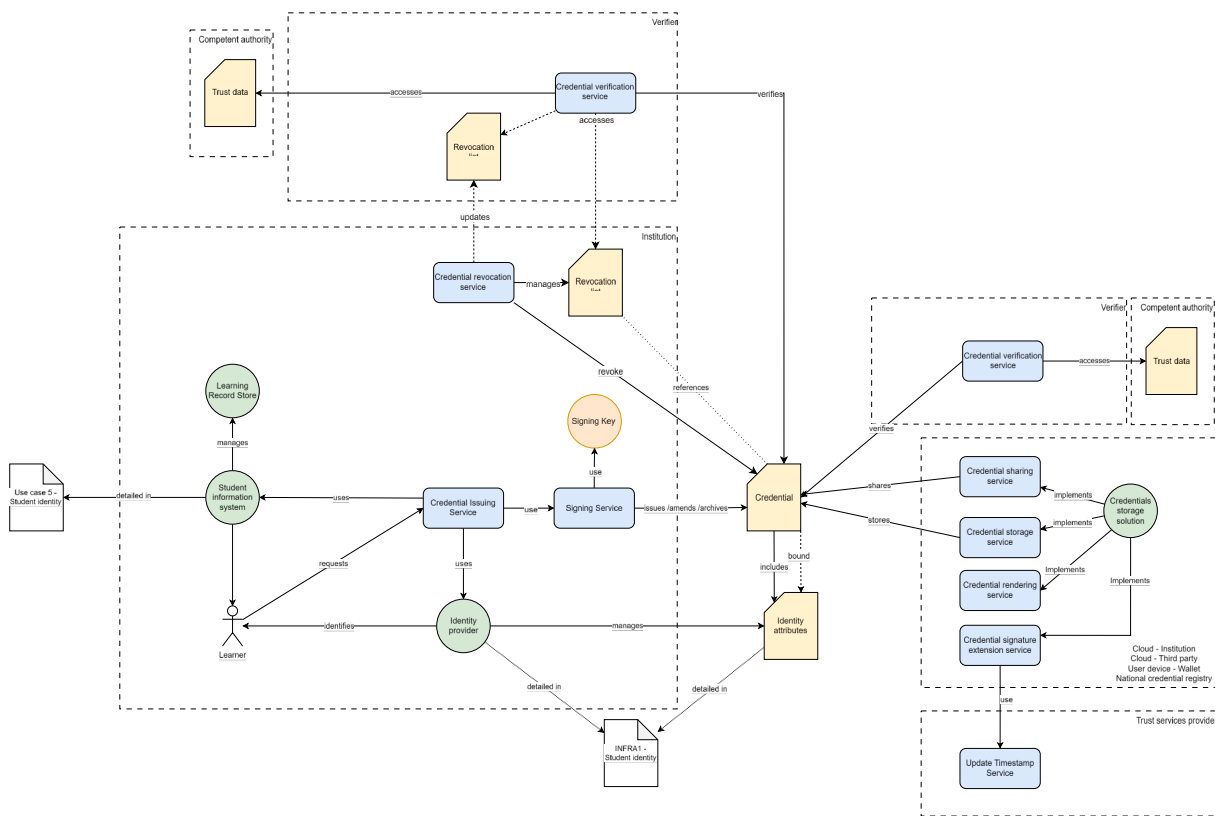 Verifier
Competent authority
Trust data
accesses
Credential verification
service
verifies
accesses
Revocation
updates
Institution
Credential revocation
service
manages
Revocation
revoke
references
Learning
Record Store
manages
Signing Key
use
Use case 5 -
Student identity
detailed in
Student
information
system
uses
Credential Issuing
Service
use
Signing Service
issues /amends /archives
Credential
requests
uses
includes
bound
Learner
identifies
Identity
provider
manages
Identity
attributes
detailed in
detailed in
INFRA1 -
Student identity
Verifier
Competent authority
Credential verification
service
accesses
Trust data
verifies
shares
Credential sharing
service
implements
Credentials
storage
solution
stores
Credential storage
service
implements
Credential rendering
service
Implements
Implements
Credential signature
extension service
Cloud - Institution
Cloud - Third party
User device - Wallet
National credential registry
use
Trust services provide
Update Timestamp
Service